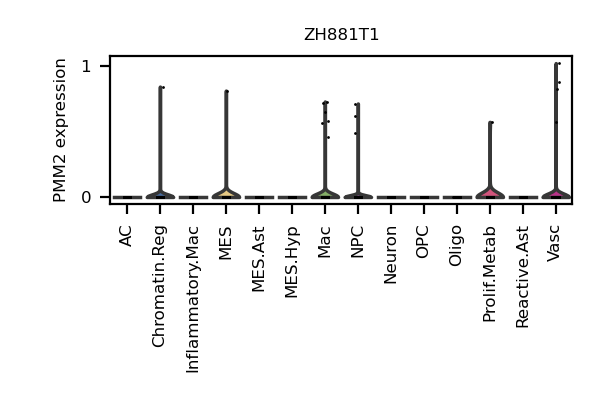 ZH881T1
PMM2 expression
1
0
AC
Chromatin.Reg
Inflammatory.Mac
MES
MES.Ast
MES.Hyp
Mac
NPC
Neuron
OPC
Oligo
Prolif.Metab
Reactive.Ast
Vasc